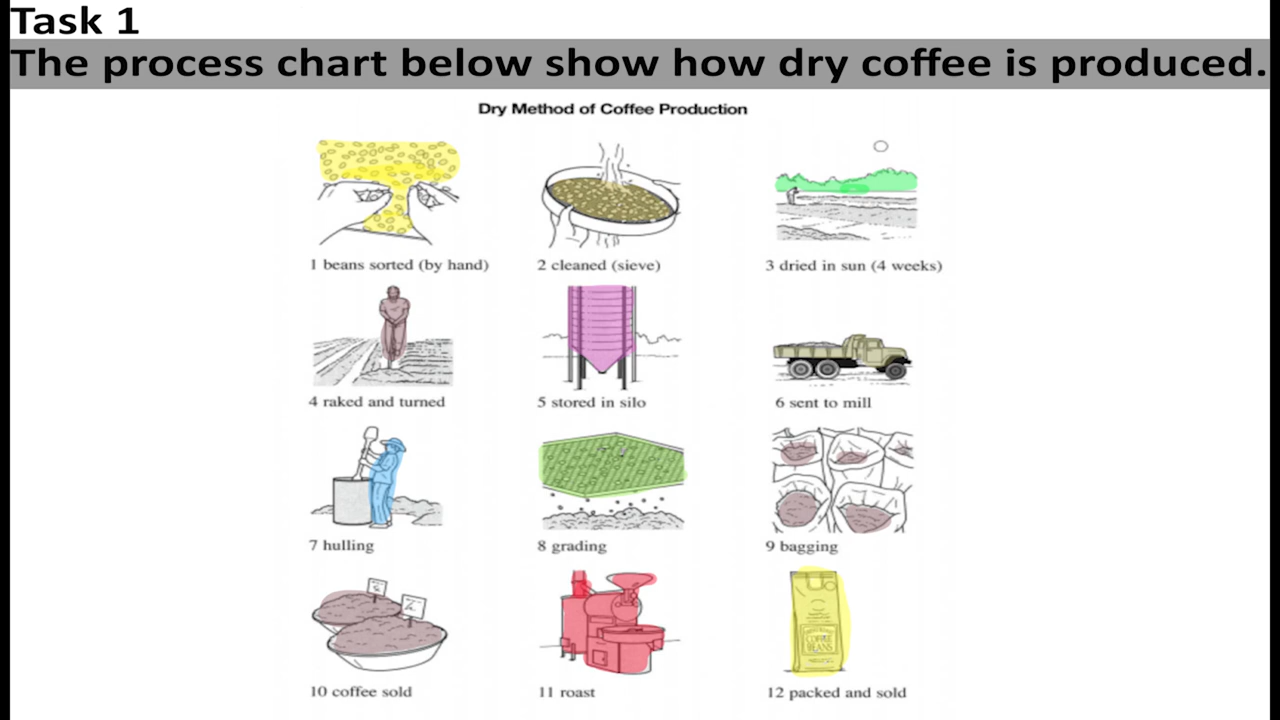 Task 1
The process chart below show how dry coffee is produced.
Dry Method of Coffee Production
1 beans sorted (by hand)
2 cleaned (sieve)
3 dried in sun (4 weeks)
4 raked and turned
5 stored in silo
6 sent to mill
7 hulling
8 grading
9 bagging
10 coffee sold
11 roast
COFFEE
BEANS
12 packed and sold